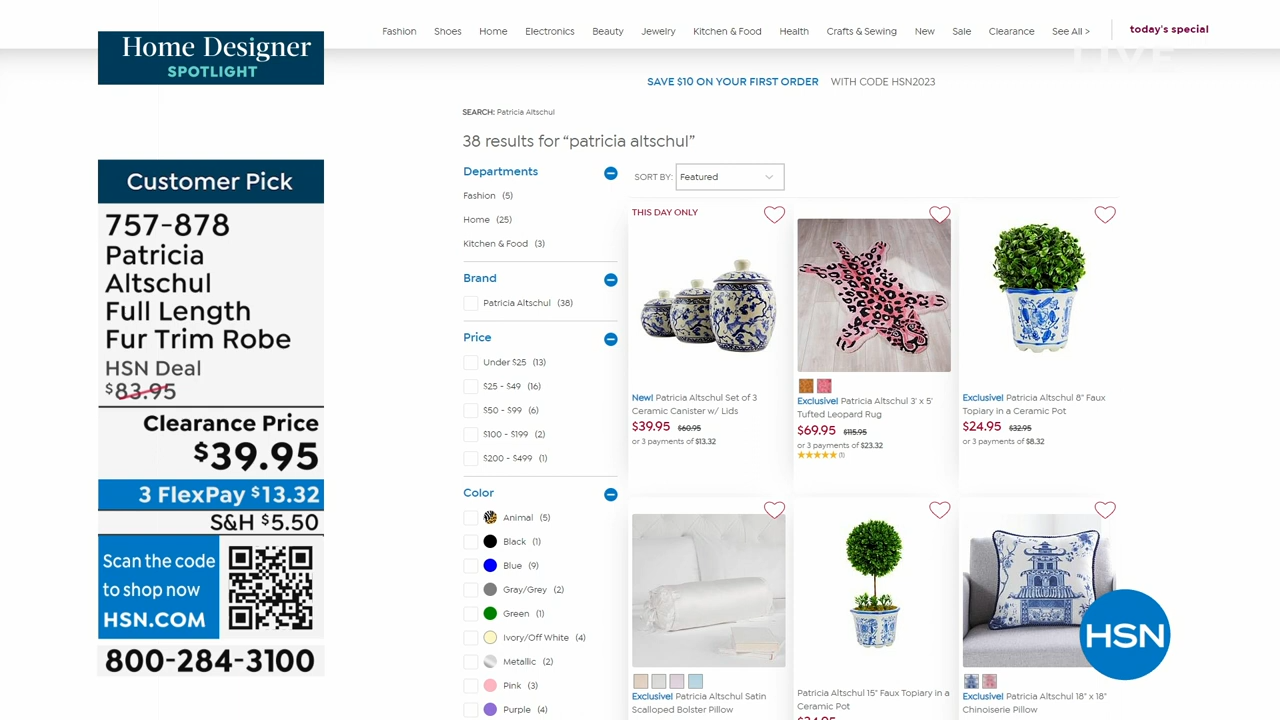 Home Designer
SPOTLIGHT
Fashion Shoes Home Electronics Beauty Jewelry Kitchen & Food Health Crafts & Sewing New Sale Clearance See All > today's special
LIVE
SAVE $10 ON YOUR FIRST ORDER WITH CODE HSN2023
Customer Pick
757-878
Patricia
Altschul
Full Length
Fur Trim Robe
HSN Deal
$83.95
Clearance Price
$39.95
3 FlexPay $13.32
S&H $5.50
Scan the code
to shop now
HSN.COM
800-284-3100
SEARCH: Patricia Altschul
38 results for “patricia altschul”
Departments
Fashion (5)
Home (25)
Kitchen & Food (3)
Brand
Patricia Altschul (38)
Price
Under $25 (13)
$25 - $49 (16)
$50 - $99 (6)
$100 - $199 (2)
$200 - $499 (1)
Color
Animal (5)
Black (1)
Blue (9)
Gray/Grey (2)
Green (1)
Ivory/Off White (4)
Metallic (2)
Pink (3)
Purple (4)
SORT BY: Featured
THIS DAY ONLY
New! Patricia Altschul Set of 3
Ceramic Canister w/ Lids
$39.95 $60.95
or 3 payments of $13.32
Exclusive! Patricia Altschul 3' x 5'
Tufted Leopard Rug
$69.95 $115.95
or 3 payments of $23.32
(1)
Exclusive! Patricia Altschul 8" Faux
Topiary in a Ceramic Pot
$24.95 $32.95
or 3 payments of $8.32
Exclusive! Patricia Altschul Satin
Scalloped Bolster Pillow
Patricia Altschul 15" Faux Topiary in a
Ceramic Pot
$34.95
Exclusive! Patricia Altschul 18" x 18"
Chinoiserie Pillow
HSN